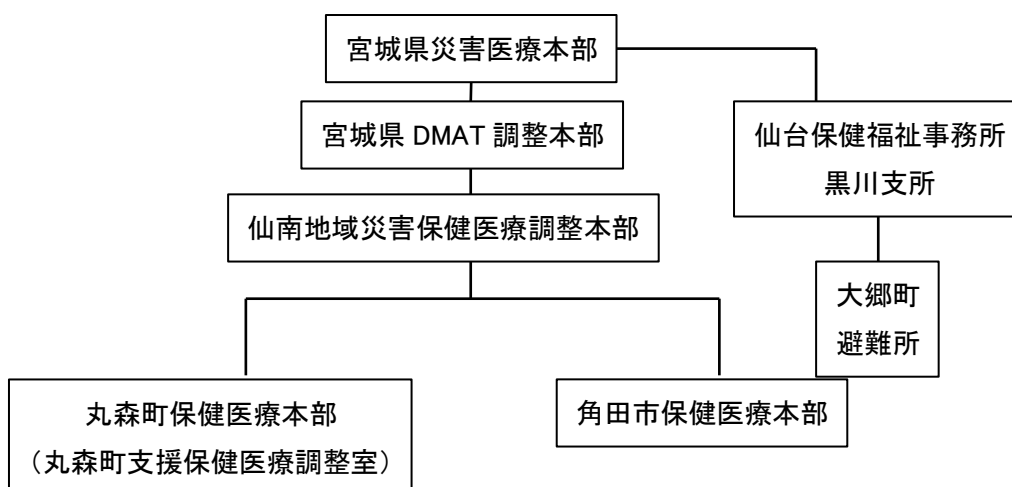 宮城県災害医療本部
宮城県 DMAT 調整本部
仙台保健福祉事務所
黒川支所
仙南地域災害保健医療調整本部
大郷町
避難所
丸森町保健医療本部
（丸森町支援保健医療調整室）
角田市保健医療本部